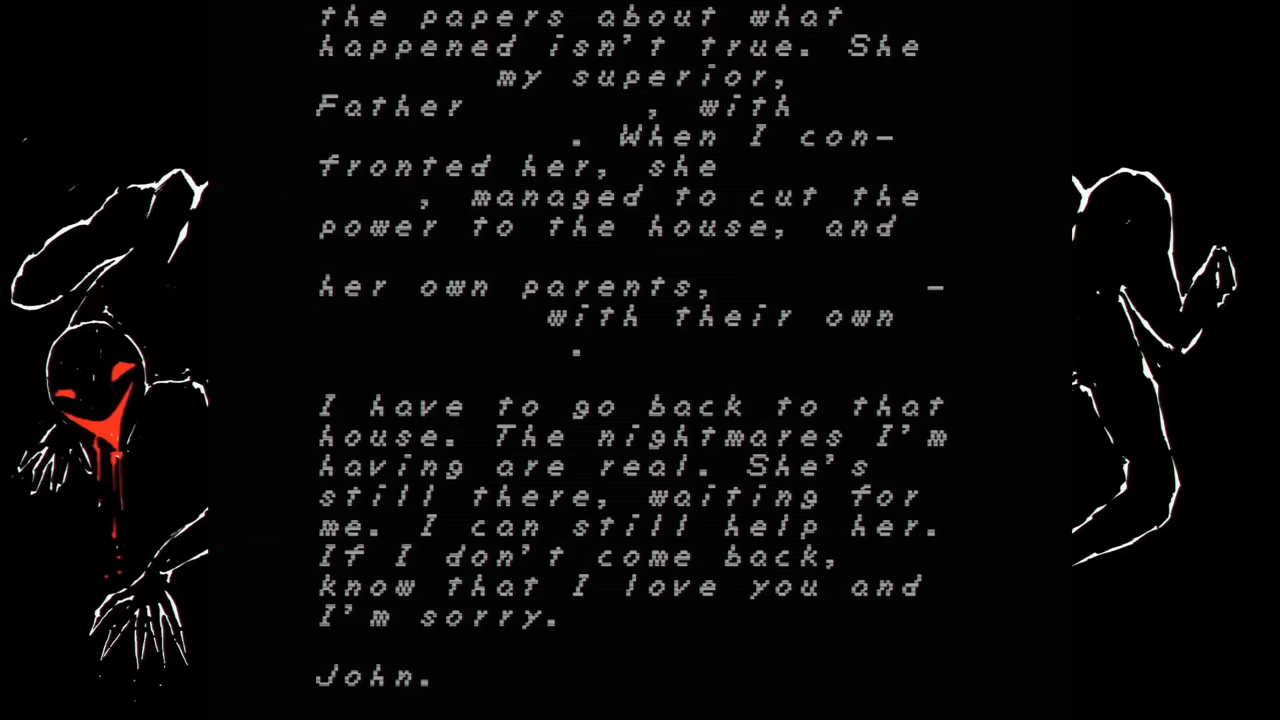 the papers about what
happened isn't true. She
my superior,
Father , with
. When I con-
fronted her, she
, managed to cut the
power to the house, and
her own parents, -
with their own
.
I have to go back to that
house. The nightmares I'm
having are real. She's
still there, waiting for
me. I can still help her.
If I don't come back,
know that I love you and
I'm sorry.
John.